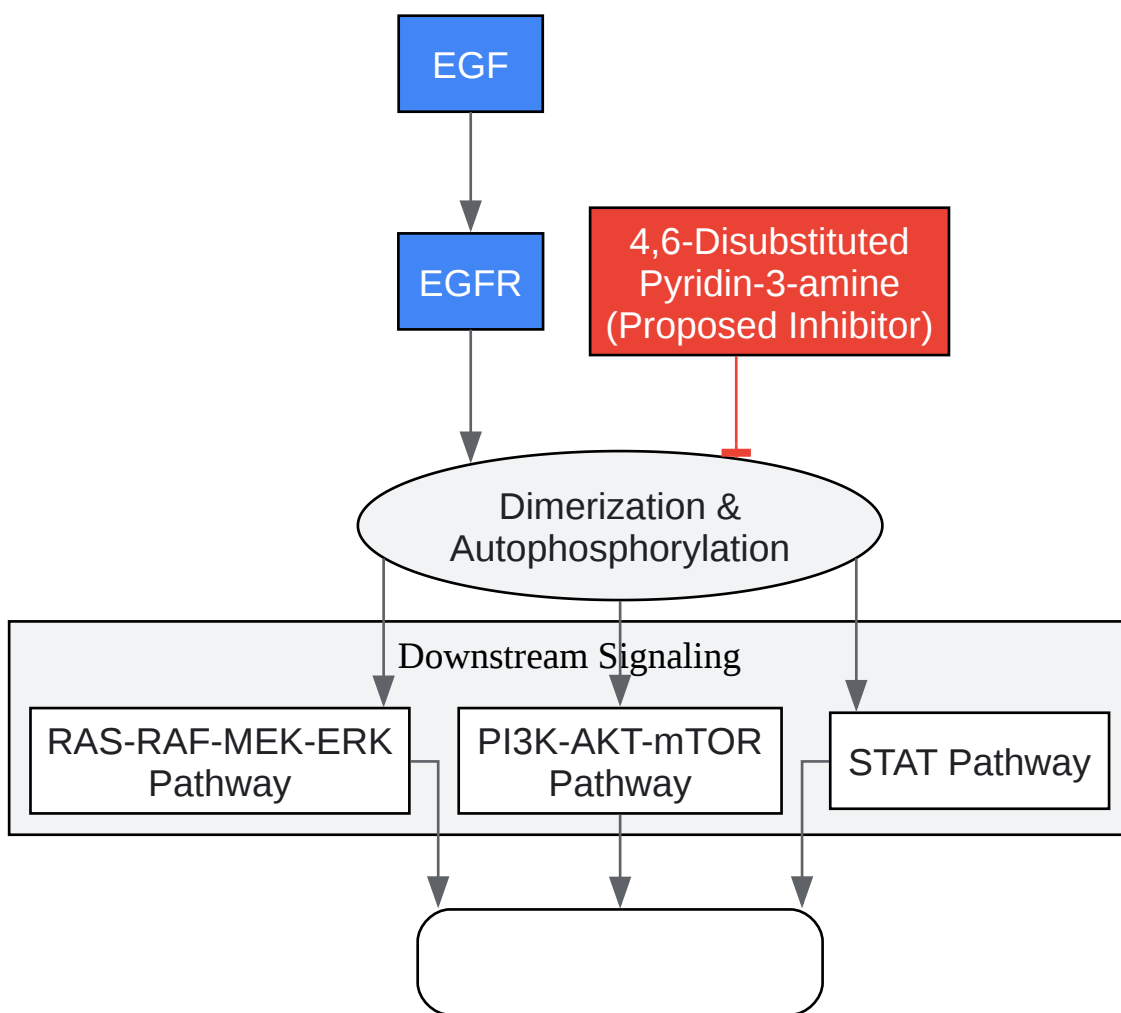 EGF
EGFR
4,6-Disubstituted
Pyridin-3-amine
(Proposed Inhibitor)
Dimerization &
Autophosphorylation
Downstream Signaling
RAS-RAF-MEK-ERK
Pathway
PI3K-AKT-mTOR
Pathway
STAT Pathway